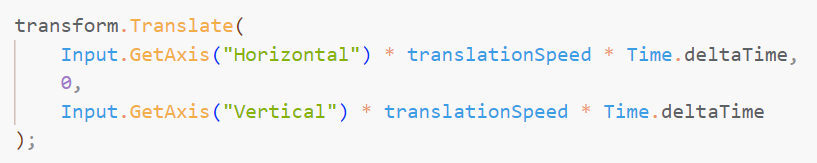 transform.Translate(
    Input.GetAxis("Horizontal") * translationSpeed * Time.deltaTime,
    0,
    Input.GetAxis("Vertical") * translationSpeed * Time.deltaTime
);